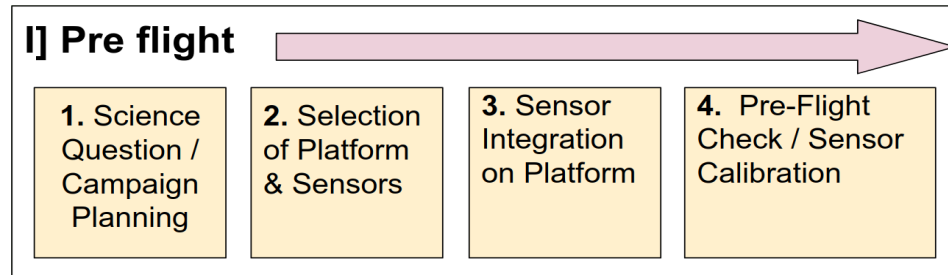 I] Pre flight
1. Science
Question /
Campaign
Planning
2. Selection
of Platform
& Sensors
3. Sensor
Integration
on Platform
4. Pre-Flight
Check / Sensor
Calibration